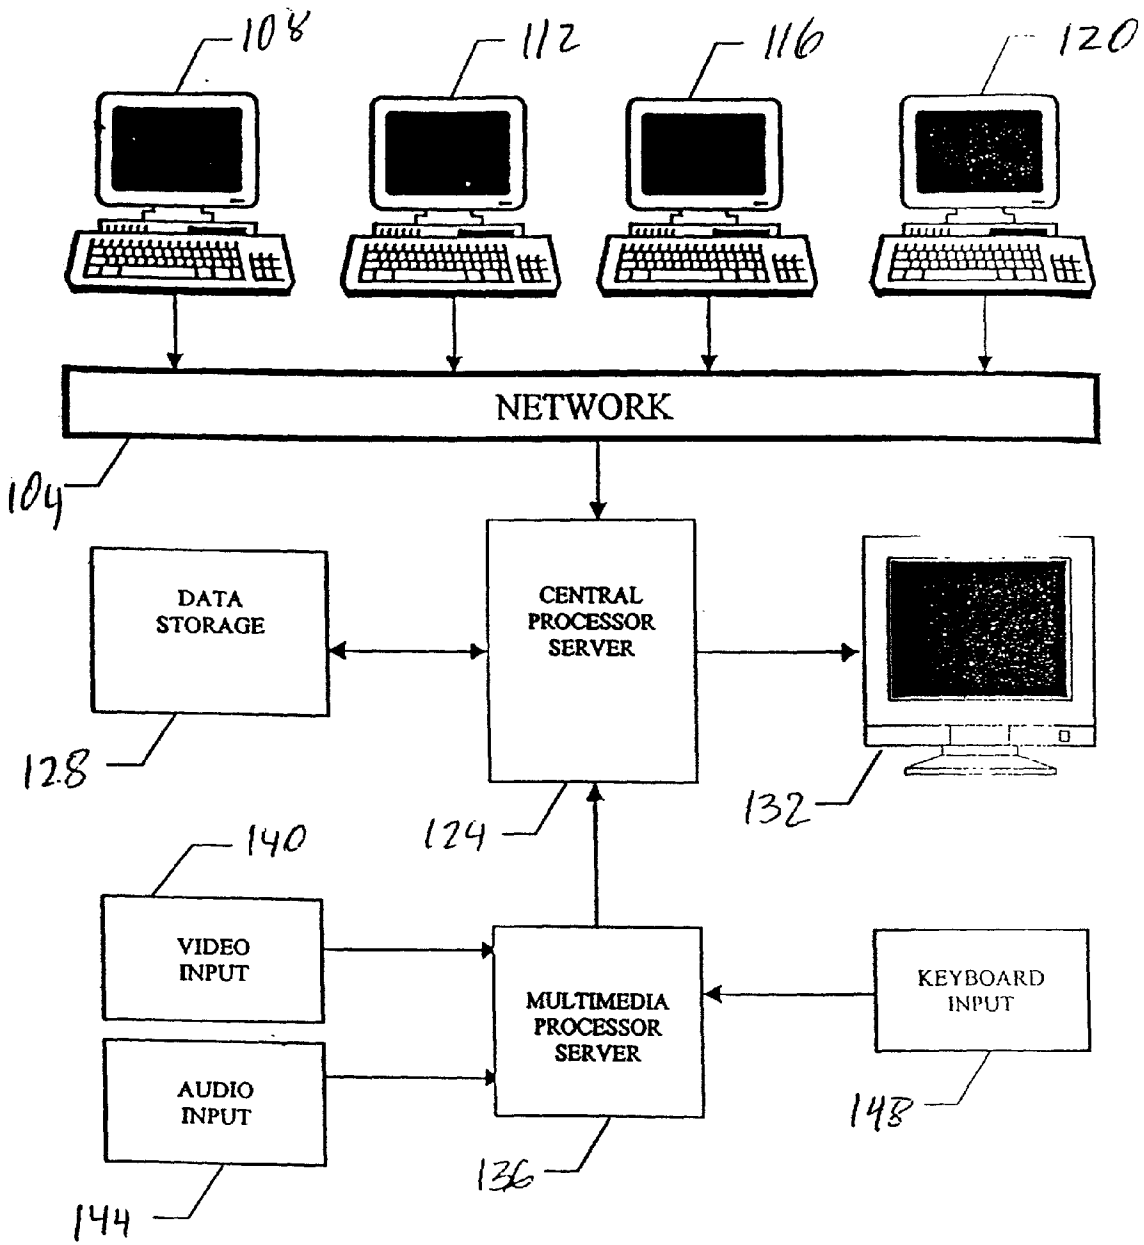 108
112
116
120
NETWORK
104
DATA
STORAGE
CENTRAL
PROCESSOR
SERVER
128
124
132
140
VIDEO
INPUT
MULTIMEDIA
PROCESSOR
SERVER
KEYBOARD
INPUT
AUDIO
INPUT
148
136
144